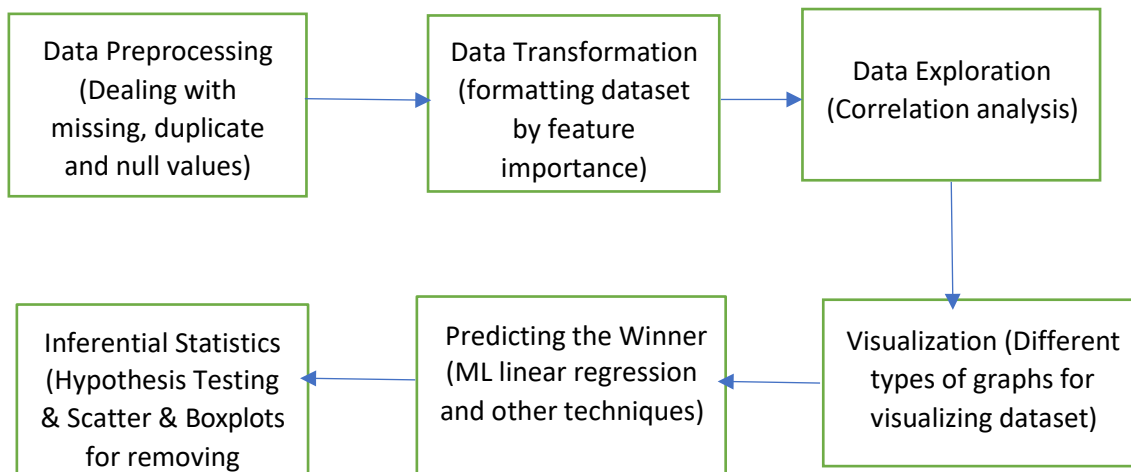 Data Preprocessing
(Dealing with
missing, duplicate
and null values)
Data Transformation
(formatting dataset
by feature
importance)
Data Exploration
(Correlation analysis)
Visualization (Different
types of graphs for
visualizing dataset)
Predicting the Winner
(ML linear regression
and other techniques)
Inferential Statistics
(Hypothesis Testing
& Scatter & Boxplots
for removing